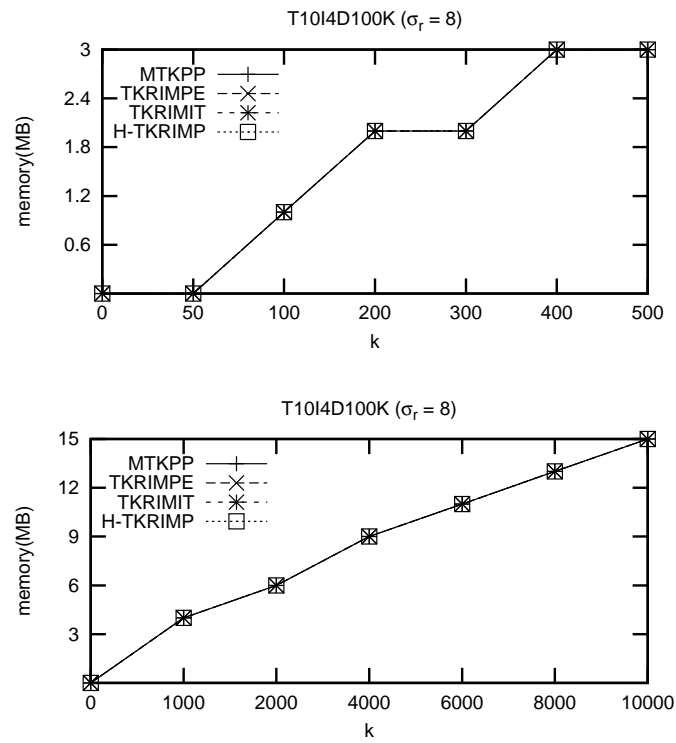 T10I4D100K (σr = 8)
3
2.4
1.8
1.2
0.6
memory(MB)
MTKPP
TKRIMPE
TKRIMIT
H-TKRIMP
0 50 100 200 300 400 500
k
T10I4D100K (σr = 8)
15
12
9
6
3
memory(MB)
MTKPP
TKRIMPE
TKRIMIT
H-TKRIMP
0 1000 2000 4000 6000 8000 10000
k